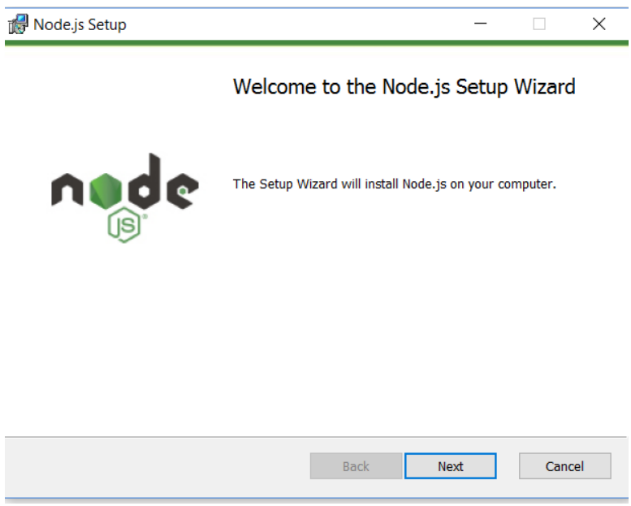 Node.js Setup
Welcome to the Node.js Setup Wizard
The Setup Wizard will install Node.js on your computer.
node
JS
Back
Next
Cancel